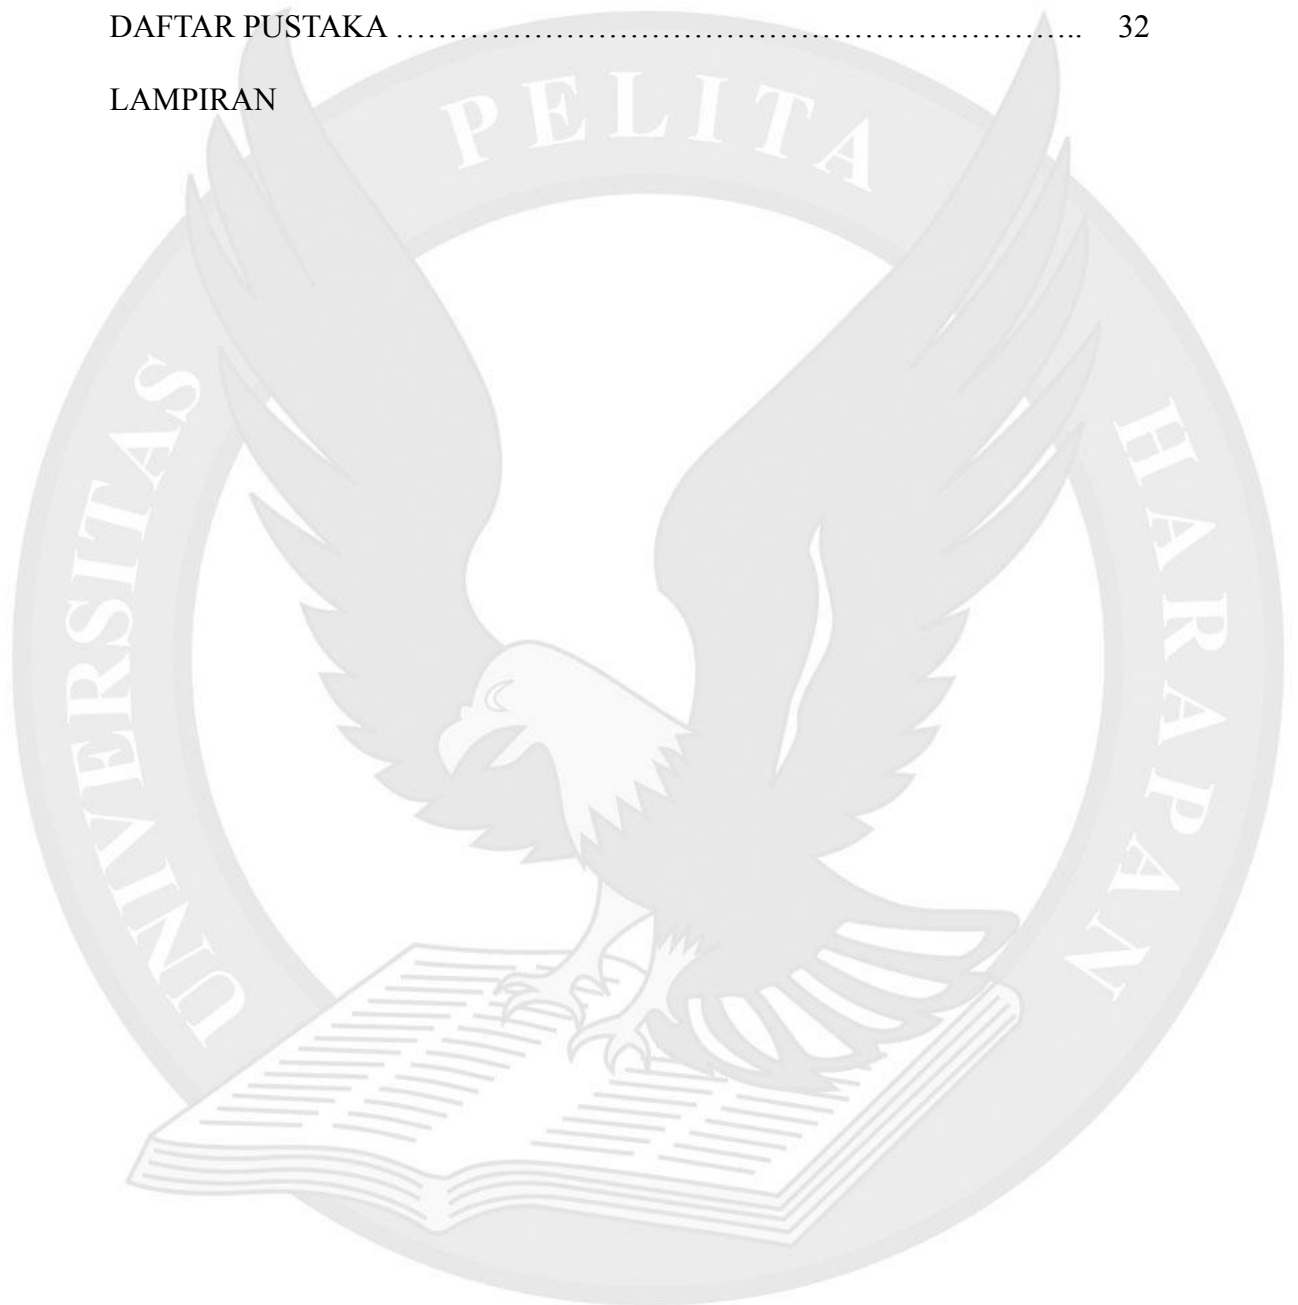 DAFTAR PUSTAKA ……………………………………………………….. 32
LAMPIRAN
UNIVERSITAS PELITA HARAPAN